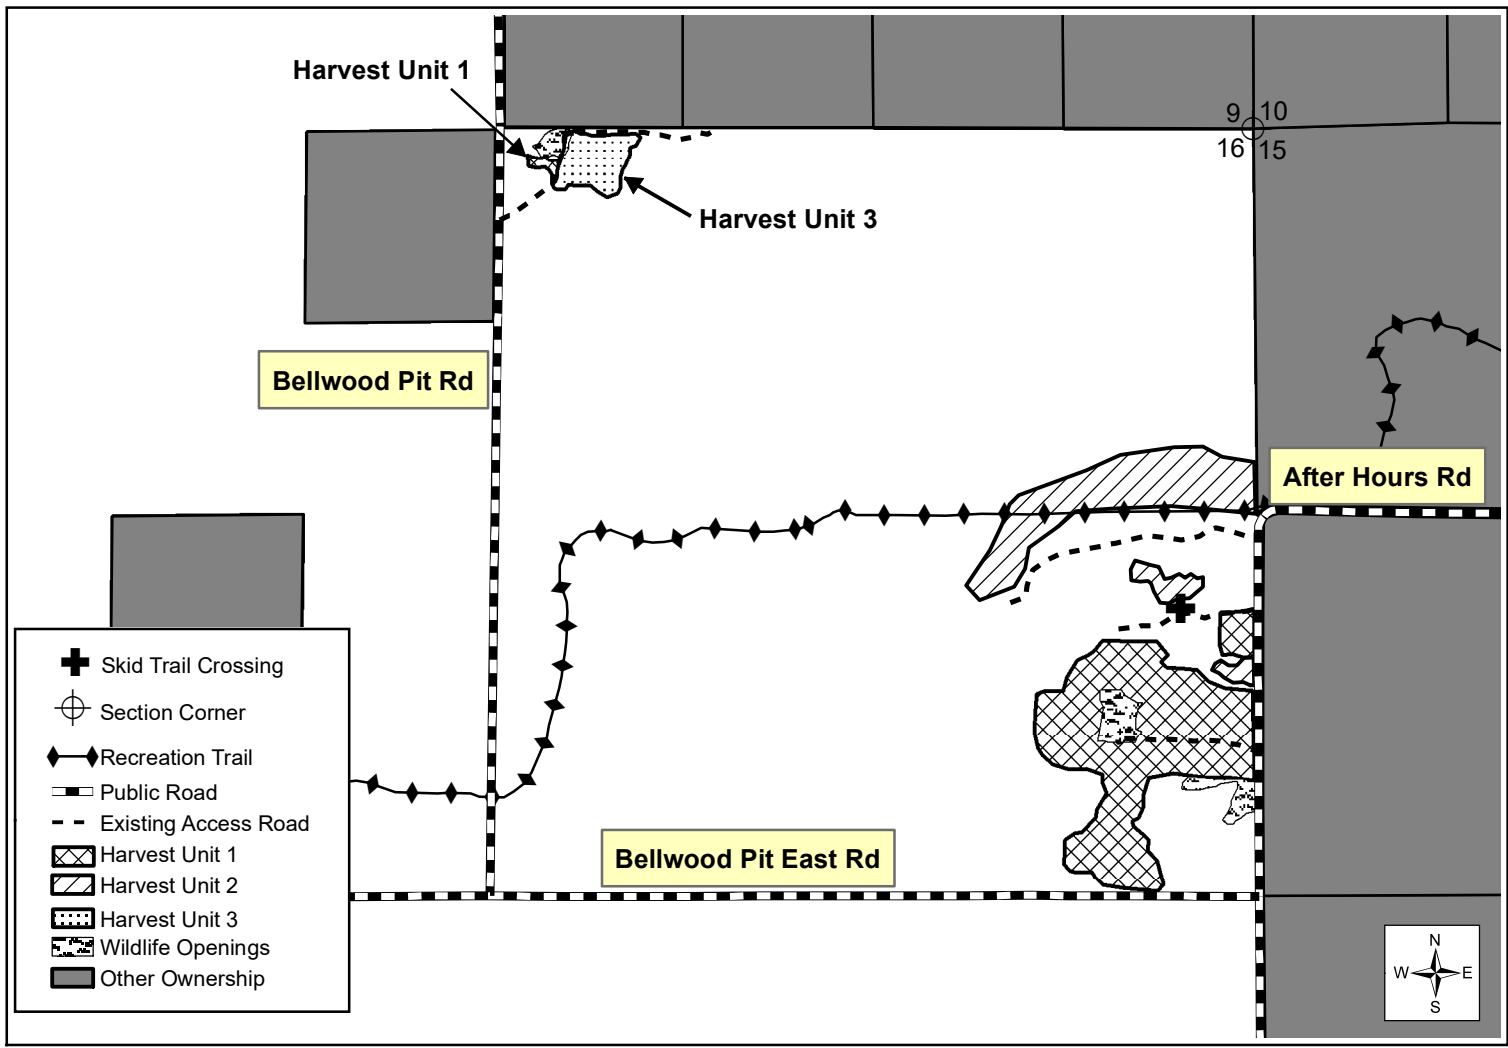 Harvest Unit 1
9 10
16 15
Harvest Unit 3
Bellwood Pit Rd
After Hours Rd
Bellwood Pit East Rd
Skid Trail Crossing
Section Corner
Recreation Trail
Public Road
Existing Access Road
Harvest Unit 1
Harvest Unit 2
Harvest Unit 3
Wildlife Openings
Other Ownership
N
W E
S